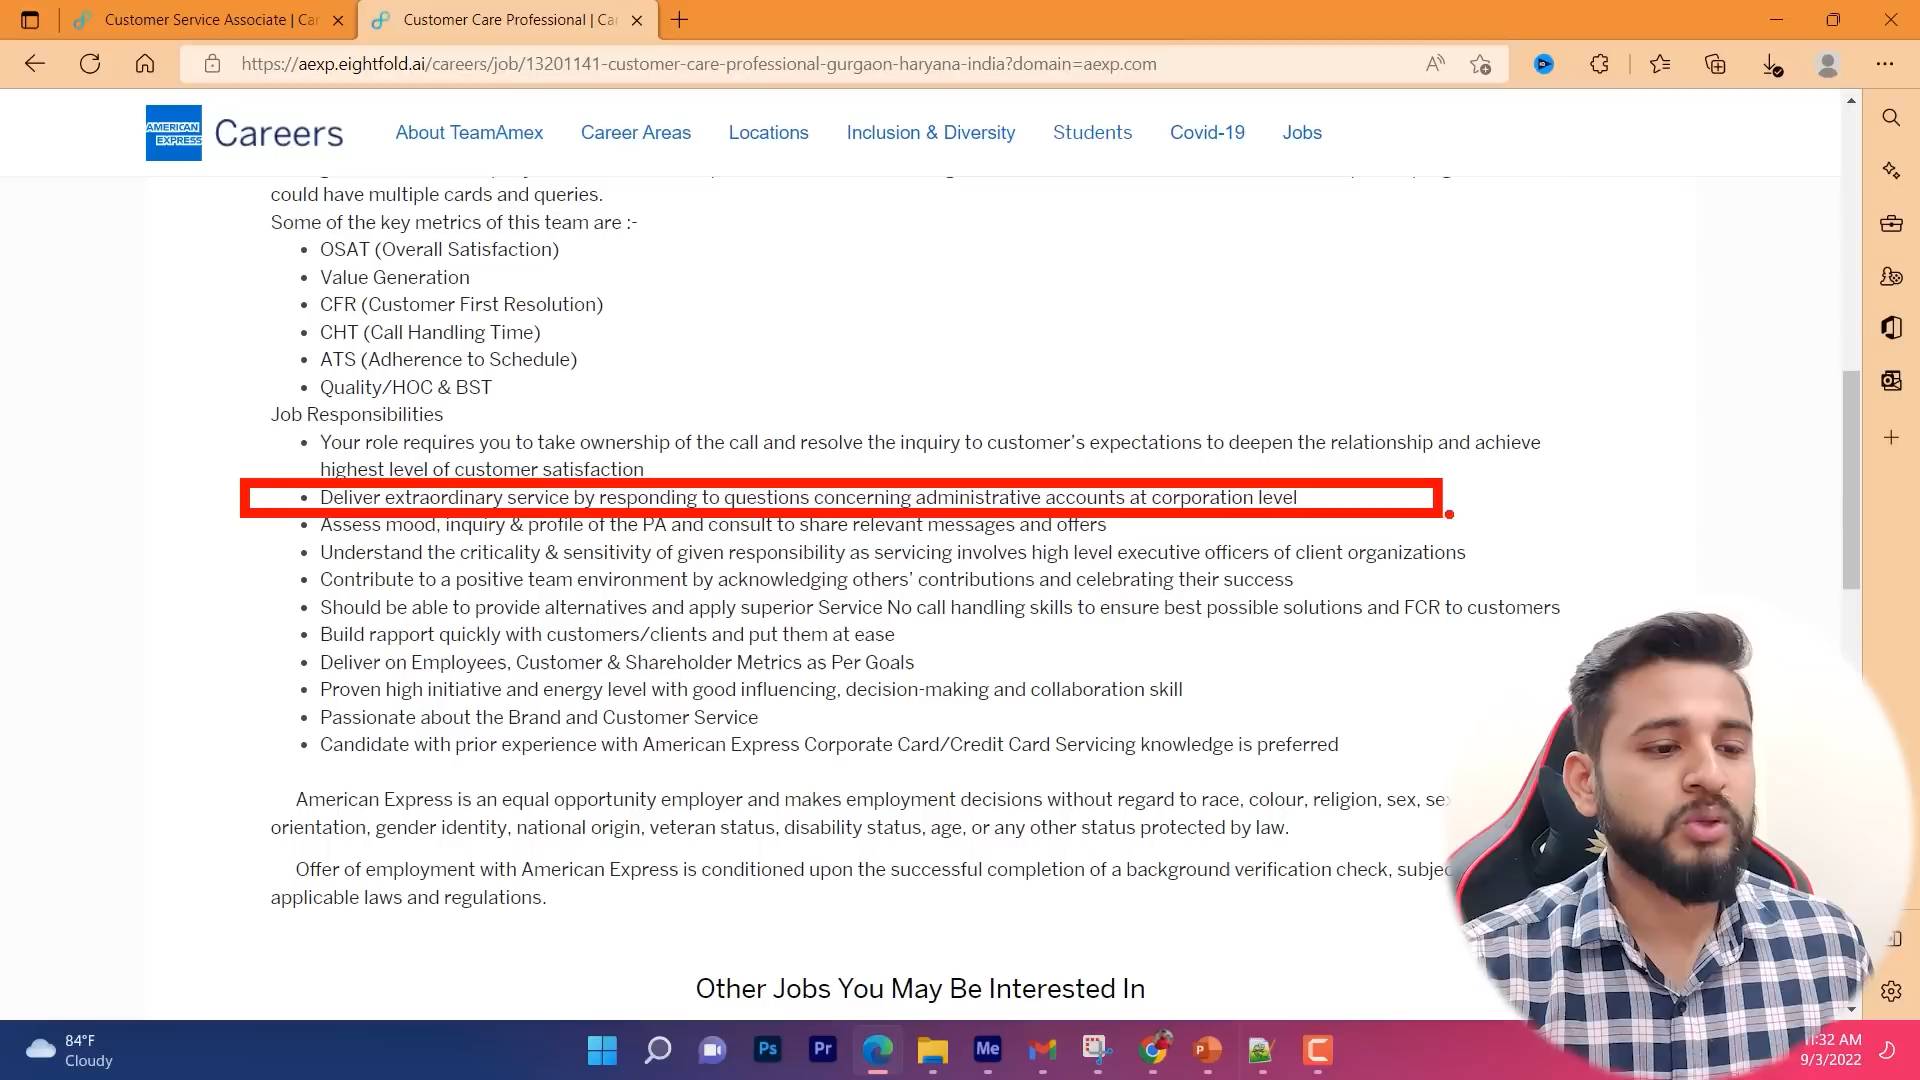 Customer Service Associate | Car
Customer Care Professional | Ca
https://aexp.eightfold.ai/careers/job/13201141-customer-care-professional-gurgaon-haryana-india?domain=aexp.com
AMERICAN
EXPRESS
Careers
About TeamAmex
Career Areas
Locations
Inclusion & Diversity
Students
Covid-19
Jobs
could have multiple cards and queries.
Some of the key metrics of this team are :-
• OSAT (Overall Satisfaction)
• Value Generation
• CFR (Customer First Resolution)
• CHT (Call Handling Time)
• ATS (Adherence to Schedule)
• Quality/HOC & BST
Job Responsibilities
• Your role requires you to take ownership of the call and resolve the inquiry to customer’s expectations to deepen the relationship and achieve
highest level of customer satisfaction
• Deliver extraordinary service by responding to questions concerning administrative accounts at corporation level
• Assess mood, inquiry & profile of the PA and consult to share relevant messages and offers
• Understand the criticality & sensitivity of given responsibility as servicing involves high level executive officers of client organizations
• Contribute to a positive team environment by acknowledging others’ contributions and celebrating their success
• Should be able to provide alternatives and apply superior Service No call handling skills to ensure best possible solutions and FCR to customers
• Build rapport quickly with customers/clients and put them at ease
• Deliver on Employees, Customer & Shareholder Metrics as Per Goals
• Proven high initiative and energy level with good influencing, decision-making and collaboration skill
• Passionate about the Brand and Customer Service
• Candidate with prior experience with American Express Corporate Card/Credit Card Servicing knowledge is preferred
American Express is an equal opportunity employer and makes employment decisions without regard to race, colour, religion, sex, se
orientation, gender identity, national origin, veteran status, disability status, age, or any other status protected by law.
Offer of employment with American Express is conditioned upon the successful completion of a background verification check, subjec
applicable laws and regulations.
Other Jobs You May Be Interested In
84°F
Cloudy
Ps
Pr
Me
11:32 AM
9/3/2022